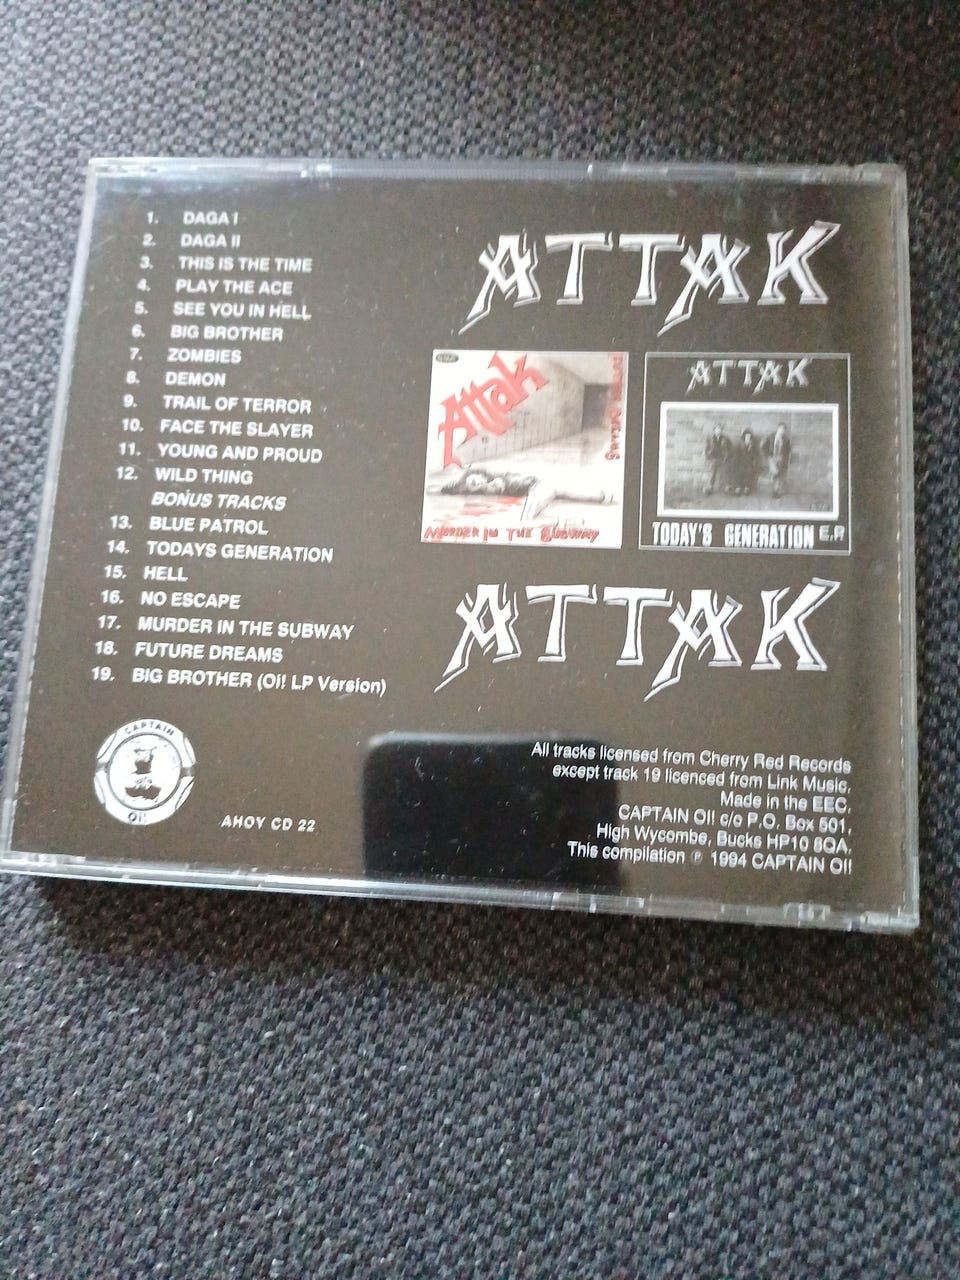 1. DAGA I
2. DAGA II
3. THIS IS THE TIME
4. PLAY THE ACE
5. SEE YOU IN HELL
6. BIG BROTHER
7. ZOMBIES
8. DEMON
9. TRAIL OF TERROR
10. FACE THE SLAYER
11. YOUNG AND PROUD
12. WILD THING
BONUS TRACKS
13. BLUE PATROL
14. TODAYS GENERATION
15. HELL
16. NO ESCAPE
17. MURDER IN THE SUBWAY
18. FUTURE DREAMS
19. BIG BROTHER (Oi! LP Version)
CAPTAIN
OI!
AHOY CD 22
ATTAK
Attak
MURDER IN THE SUBWAY
ATTAK
TODAY'S GENERATION E.P
ATTAK
All tracks licensed from Cherry Red Records
except track 19 licenced from Link Music.
Made in the EEC.
CAPTAIN OI! c/o P.O. Box 501,
High Wycombe, Bucks HP10 8QA.
This compilation ℗ 1994 CAPTAIN OI!